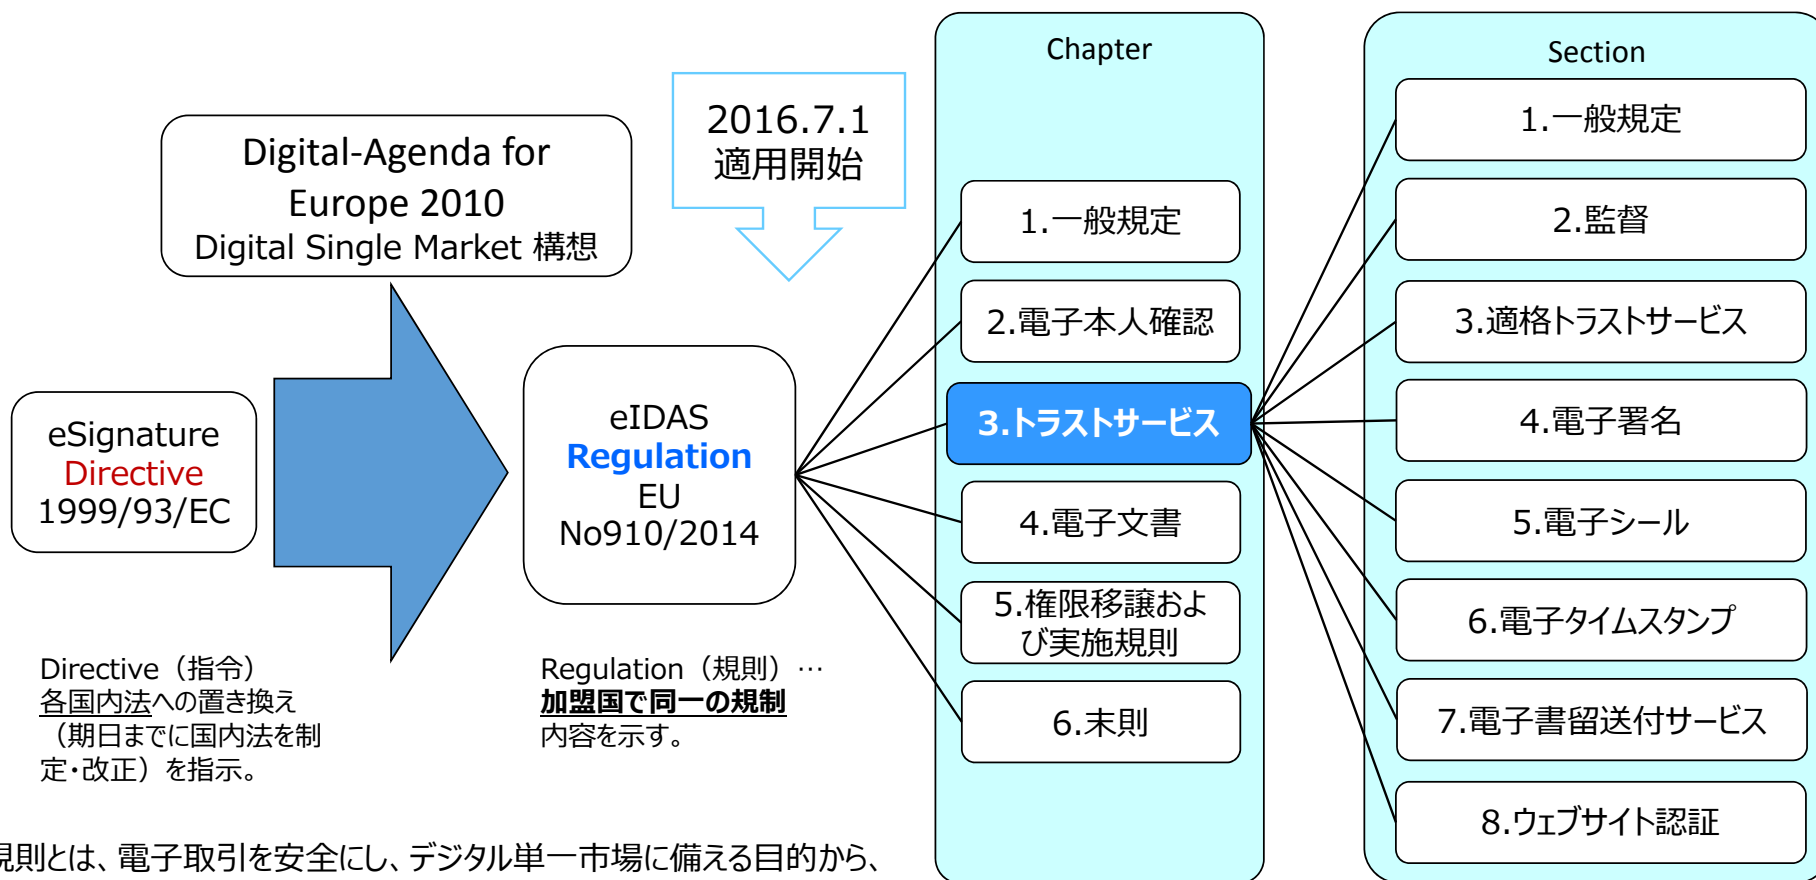 Digital-Agenda for
Europe 2010
Digital Single Market 構想
2016.7.1
適用開始
eSignature
Directive
1999/93/EC
eIDAS
Regulation
EU
No910/2014
Directive（指令）
各国内法への置き換え
（期日までに国内法を制
定・改正）を指示。
Regulation（規則）…
加盟国で同一の規制
内容を示す。
Chapter
1.一般規定
2.電子本人確認
3.トラストサービス
4.電子文書
5.権限移譲およ
び実施規則
6.末則
Section
1.一般規定
2.監督
3.適格トラストサービス
4.電子署名
5.電子シール
6.電子タイムスタンプ
7.電子書留送付サービス
8.ウェブサイト認証
規則とは、電子取引を安全にし、デジタル単一市場に備える目的から、